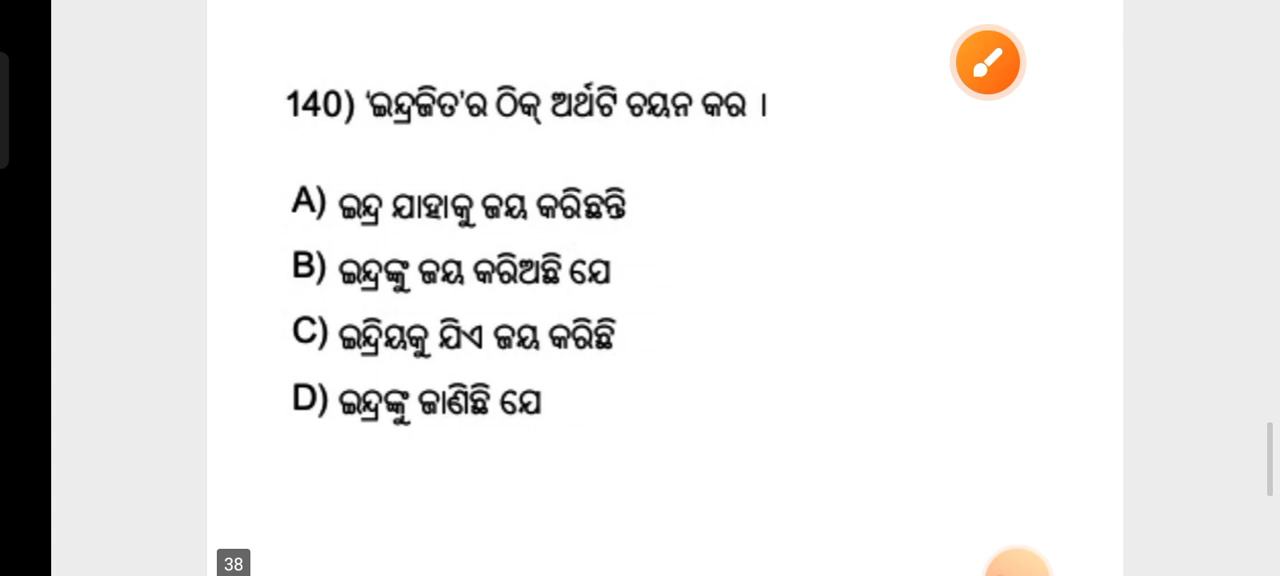 140) ‘ଇନ୍ଦ୍ରଜିତ’ର ଠିକ୍ ଅର୍ଥଟି ଚୟନ କର ।
A) ଇନ୍ଦ୍ର ଯାହାକୁ ଜୟ କରିଛନ୍ତି
B) ଇନ୍ଦ୍ରଙ୍କୁ ଜୟ କରିଅଛି ଯେ
C) ଇନ୍ଦ୍ରିୟକୁ ଯିଏ ଜୟ କରିଛି
D) ଇନ୍ଦ୍ରଙ୍କୁ ଜାଣିଛି ଯେ
38